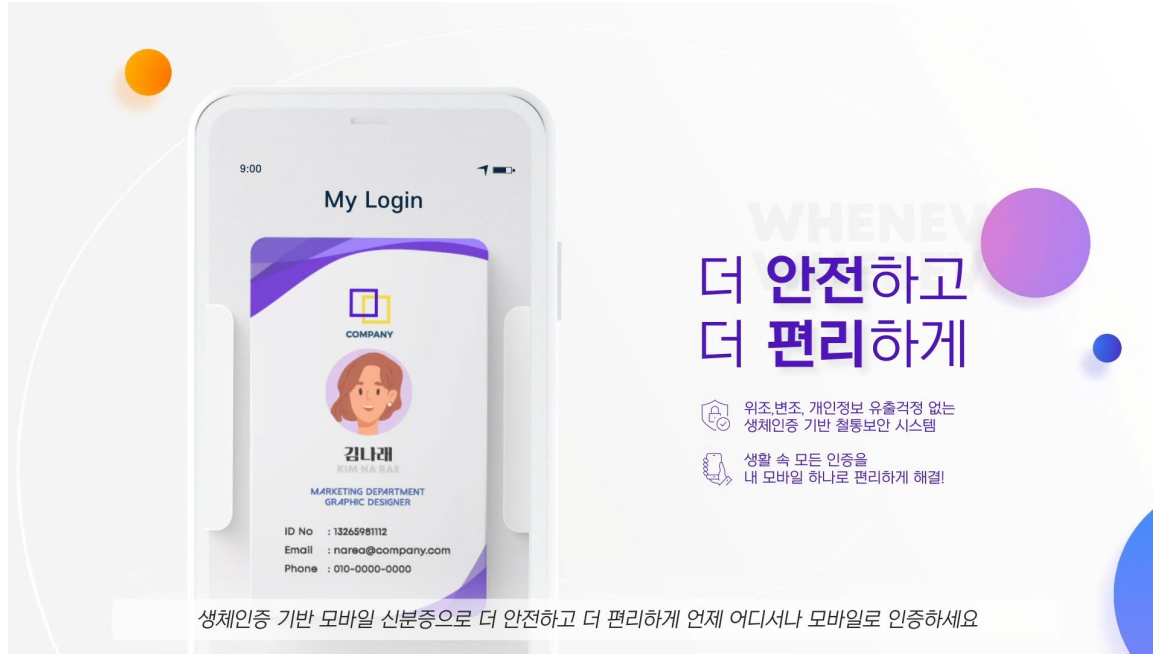 9:00
My Login
COMPANY
김나래
KIM NA RAE
MARKETING DEPARTMENT
GRAPHIC DESIGNER
ID No : 13265981112
Email : narea@company.com
Phone : 010-0000-0000
WHENEV
더 안전하고
더 편리하게
위조,변조, 개인정보 유출걱정 없는
생체인증 기반 철통보안 시스템
생활 속 모든 인증을
내 모바일 하나로 편리하게 해결!
생체인증 기반 모바일 신분증으로 더 안전하고 더 편리하게 언제 어디서나 모바일로 인증하세요